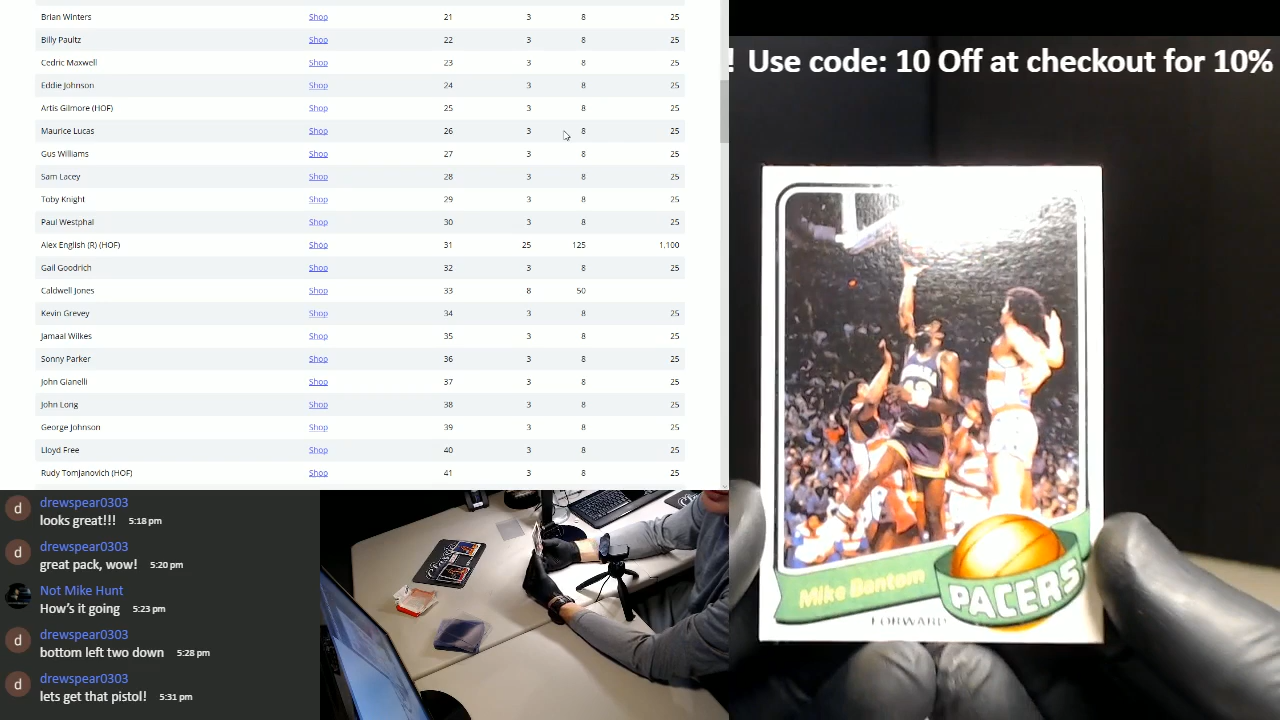 Brian Winters Shop 21 3 8 25
Billy Paultz Shop 22 3 8 25
Cedric Maxwell Shop 23 3 8 25
Eddie Johnson Shop 24 3 8 25
Artis Gilmore (HOF) Shop 25 3 8 25
Maurice Lucas Shop 26 3 8 25
Gus Williams Shop 27 3 8 25
Sam Lacey Shop 28 3 8 25
Toby Knight Shop 29 3 8 25
Paul Westphal Shop 30 3 8 25
Alex English (R) (HOF) Shop 31 25 125 1,100
Gail Goodrich Shop 32 3 8 25
Caldwell Jones Shop 33 8 50
Kevin Grevey Shop 34 3 8 25
Jamaal Wilkes Shop 35 3 8 25
Sonny Parker Shop 36 3 8 25
John Gianelli Shop 37 3 8 25
John Long Shop 38 3 8 25
George Johnson Shop 39 3 8 25
Lloyd Free Shop 40 3 8 25
Rudy Tomjanovich (HOF) Shop 41 3 8 25
! Use code: 10 Off at checkout for 10%
Mike Bantom
PACERS
FORWARD
d drewspear0303
looks great!!! 5:18 pm
d drewspear0303
great pack, wow! 5:20 pm
Not Mike Hunt
How's it going 5:23 pm
d drewspear0303
bottom left two down 5:28 pm
d drewspear0303
lets get that pistol! 5:31 pm